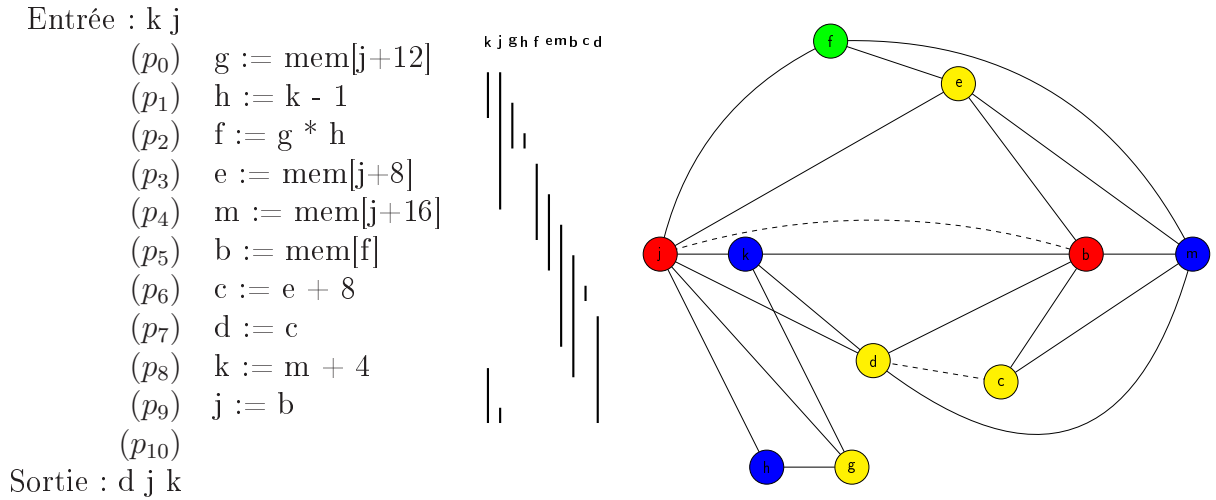 Entrée : k j
(p0) g := mem[j+12]
(p1) h := k - 1
(p2) f := g * h
(p3) e := mem[j+8]
(p4) m := mem[j+16]
(p5) b := mem[f]
(p6) c := e + 8
(p7) d := c
(p8) k := m + 4
(p9) j := b
(p10)
Sortie : d j k
k j g h f e m b c d
f
e
j k b m
d
c
h g